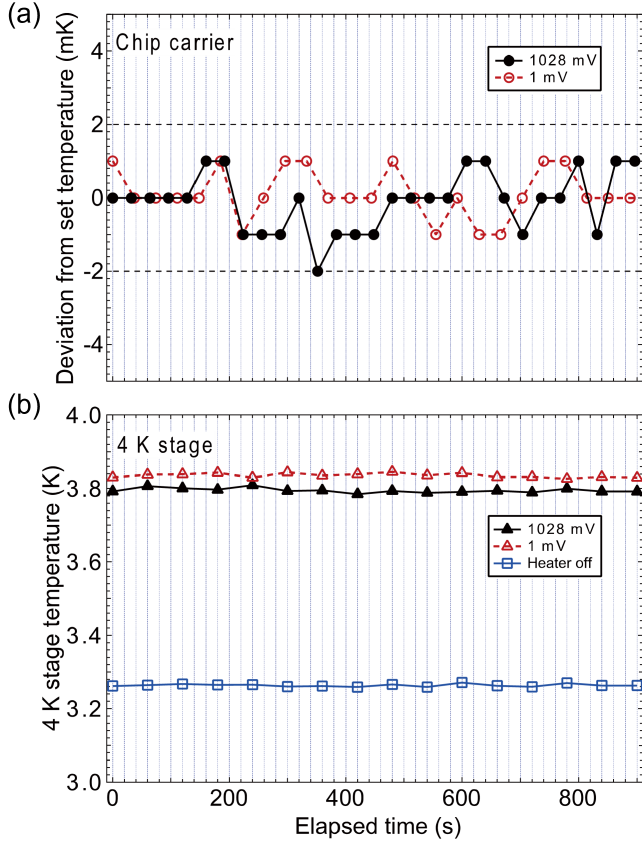 (a)
Deviation from set temperature (mK)
4
2
0
-2
-4
Chip carrier
1028 mV
1 mV
(b)
4 K stage temperature (K)
4.0
3.8
3.6
3.4
3.2
3.0
4 K stage
1028 mV
1 mV
Heater off
0 200 400 600 800
Elapsed time (s)